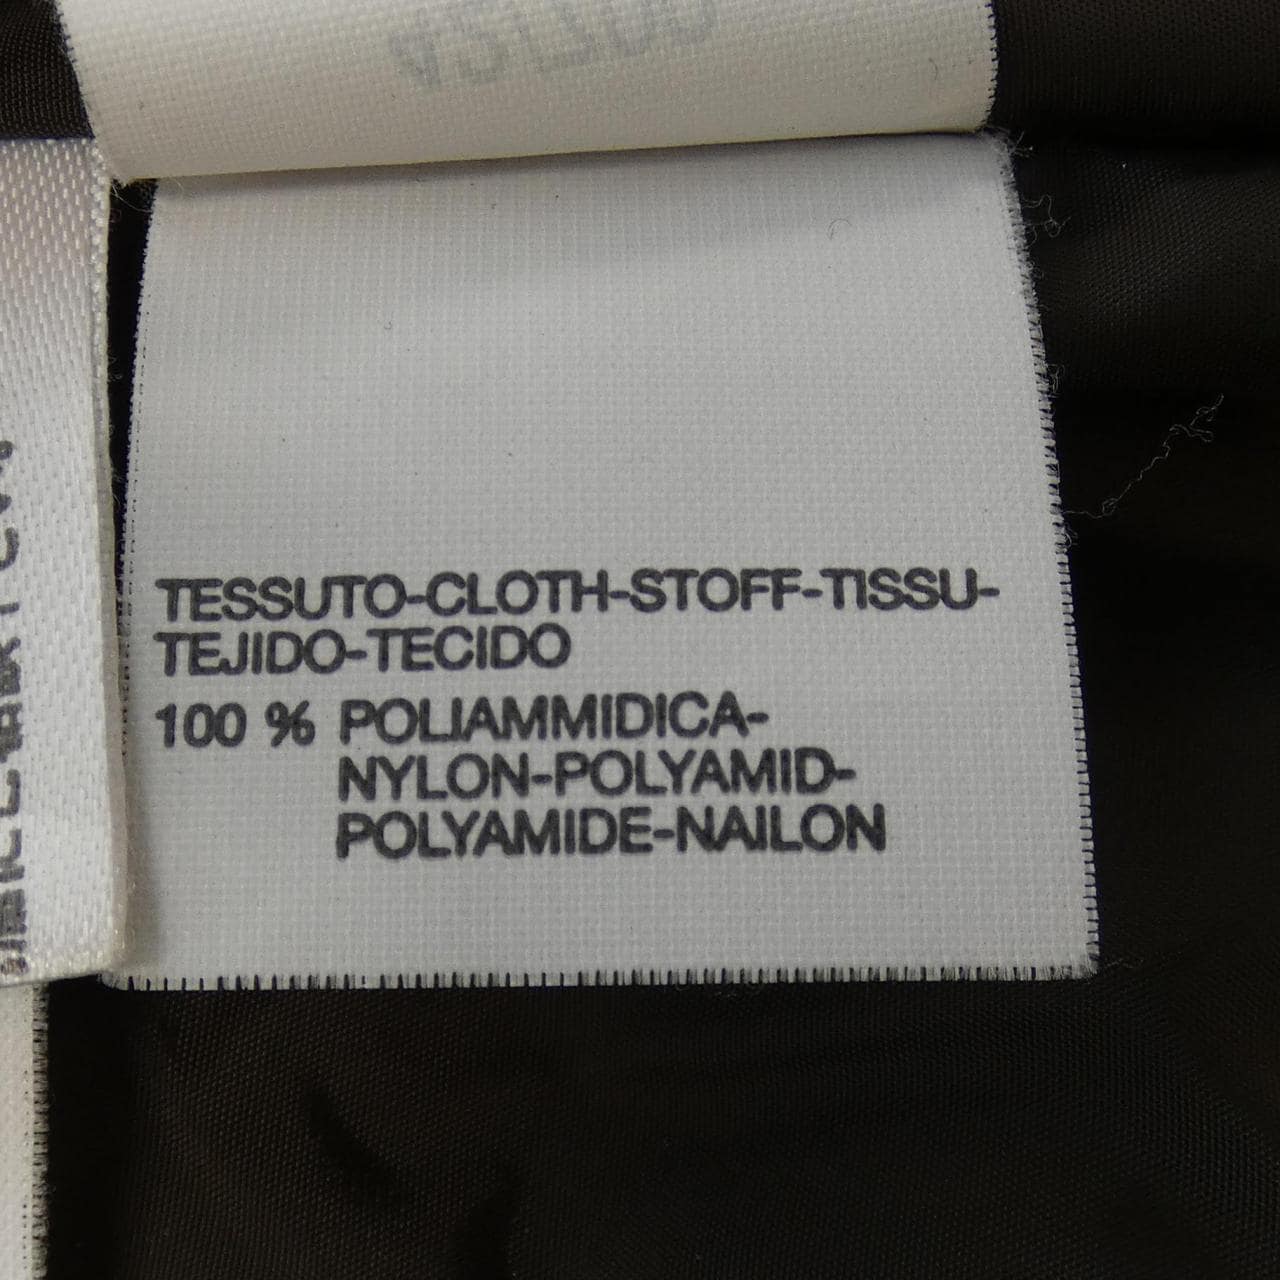 TESSUTO-CLOTH-STOFF-TISSU-
TEJIDO-TECIDO
100 % POLIAMMIDICA-
NYLON-POLYAMID-
POLYAMIDE-NAILON